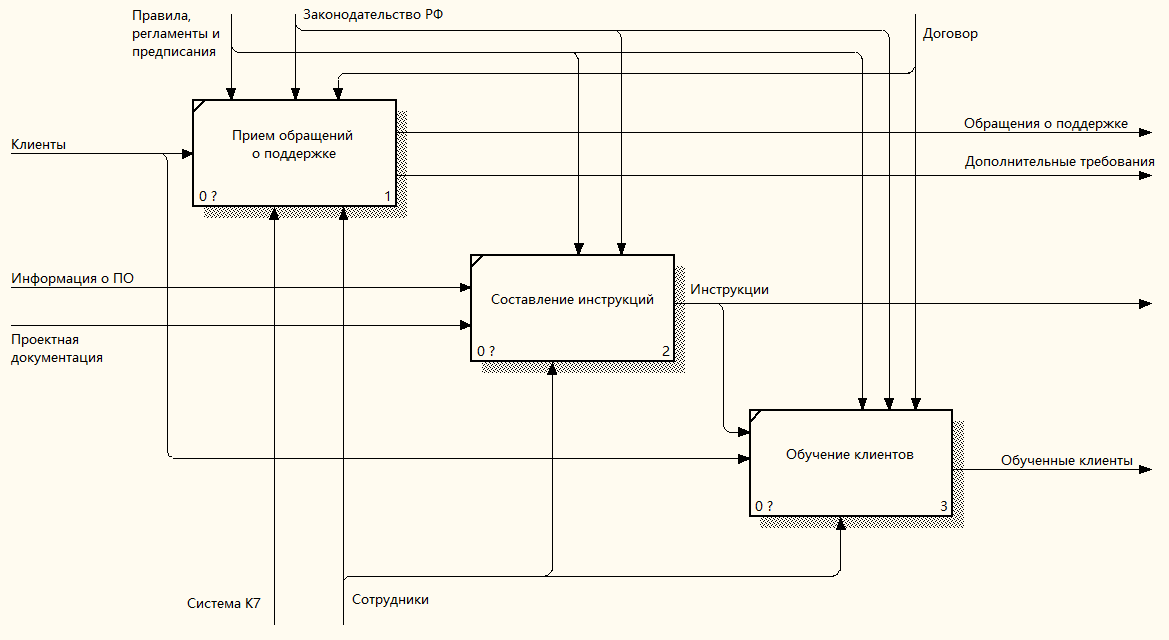 Правила,
регламенты и
предписания
Законодательство РФ
Договор
Клиенты
Прием обращений
о поддержке
0 ?
1
Обращения о поддержке
Дополнительные требования
Информация о ПО
Проектная
документация
Составление инструкций
0 ?
2
Инструкции
Обучение клиентов
0 ?
3
Обученные клиенты
Система К7
Сотрудники